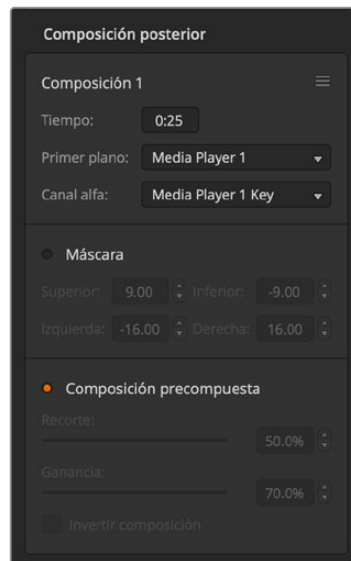 Composición posterior
Composición 1
Tiempo: 0:25
Primer plano: Media Player 1
Canal alfa: Media Player 1 Key
Máscara
Superior: 9.00 Inferior: -9.00
Izquierda: -16.00 Derecha: 16.00
Composición precompuesta
Recorte:
50.0%
Ganancia:
70.0%
Invertir composición